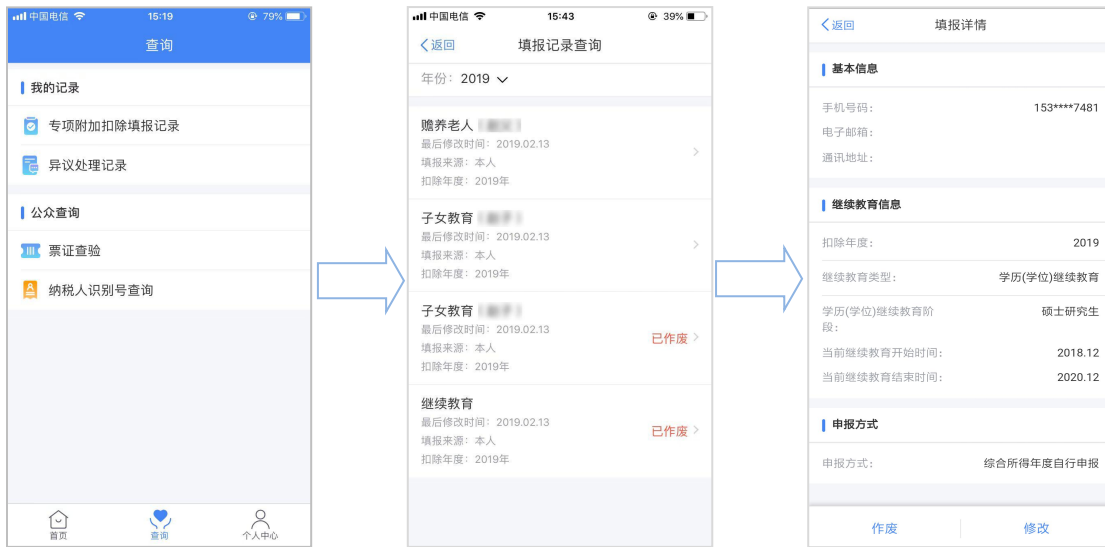 中国电信
15:19
79%
查询
我的记录
专项附加扣除填报记录
异议处理记录
公众查询
票证查验
纳税人识别号查询
首页
查询
个人中心
中国电信
15:43
39%
返回
填报记录查询
年份：2019
赡养老人
最后修改时间：2019.02.13
填报来源：本人
扣除年度：2019年
子女教育
最后修改时间：2019.02.13
填报来源：本人
扣除年度：2019年
子女教育
最后修改时间：2019.02.13
填报来源：本人
扣除年度：2019年
已作废
继续教育
最后修改时间：2019.02.13
填报来源：本人
扣除年度：2019年
已作废
返回
填报详情
基本信息
手机号码： 153****7481
电子邮箱：
通讯地址：
继续教育信息
扣除年度： 2019
继续教育类型： 学历(学位)继续教育
学历(学位)继续教育阶 硕士研究生
段：
当前继续教育开始时间： 2018.12
当前继续教育结束时间： 2020.12
申报方式
申报方式： 综合所得年度自行申报
作废
修改